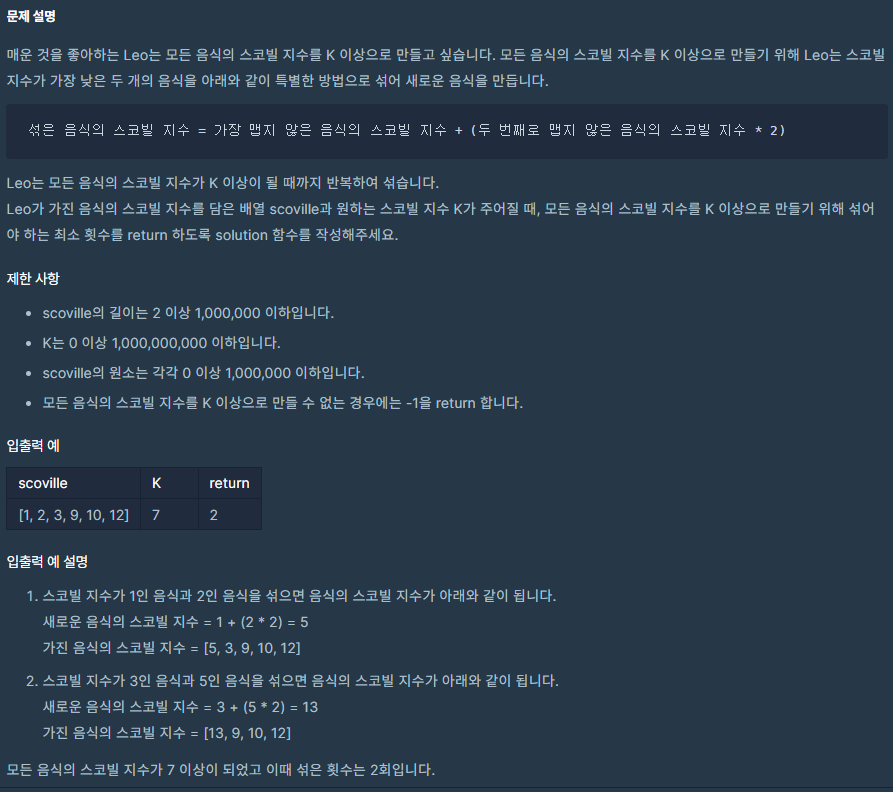 문제 설명
매운 것을 좋아하는 Leo는 모든 음식의 스코빌 지수를 K 이상으로 만들고 싶습니다. 모든 음식의 스코빌 지수를 K 이상으로 만들기 위해 Leo는 스코빌
지수가 가장 낮은 두 개의 음식을 아래와 같이 특별한 방법으로 섞어 새로운 음식을 만듭니다.
섞은 음식의 스코빌 지수 = 가장 맵지 않은 음식의 스코빌 지수 + (두 번째로 맵지 않은 음식의 스코빌 지수 * 2)
Leo는 모든 음식의 스코빌 지수가 K 이상이 될 때까지 반복하여 섞습니다.
Leo가 가진 음식의 스코빌 지수를 담은 배열 scoville과 원하는 스코빌 지수 K가 주어질 때, 모든 음식의 스코빌 지수를 K 이상으로 만들기 위해 섞어
야 하는 최소 횟수를 return 하도록 solution 함수를 작성해주세요.
제한 사항
• scoville의 길이는 2 이상 1,000,000 이하입니다.
• K는 0 이상 1,000,000,000 이하입니다.
• scoville의 원소는 각각 0 이상 1,000,000 이하입니다.
• 모든 음식의 스코빌 지수를 K 이상으로 만들 수 없는 경우에는 -1을 return 합니다.
입출력 예
scoville K return
[1, 2, 3, 9, 10, 12] 7 2
입출력 예 설명
1. 스코빌 지수가 1인 음식과 2인 음식을 섞으면 음식의 스코빌 지수가 아래와 같이 됩니다.
새로운 음식의 스코빌 지수 = 1 + (2 * 2) = 5
가진 음식의 스코빌 지수 = [5, 3, 9, 10, 12]
2. 스코빌 지수가 3인 음식과 5인 음식을 섞으면 음식의 스코빌 지수가 아래와 같이 됩니다.
새로운 음식의 스코빌 지수 = 3 + (5 * 2) = 13
가진 음식의 스코빌 지수 = [13, 9, 10, 12]
모든 음식의 스코빌 지수가 7 이상이 되었고 이때 섞은 횟수는 2회입니다.